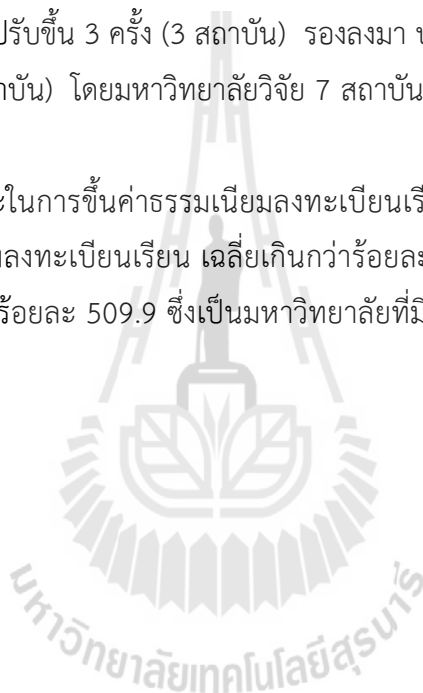 ปรับขึ้น 3 ครั้ง (3 สถาบัน) รองลงมา
าบัน) โดยมหาวิทยาลัยวิจัย 7 สถาบัน
ะในการขึ้นค่าธรรมเนียมลงทะเบียนเรี
มลงทะเบียนเรียน เฉลี่ยเกินกว่าร้อยละ
ร้อยละ 509.9 ซึ่งเป็นมหาวิทยาลัยที่มี
มหาวิทยาลัยเทคโนโลยีสุรนารี